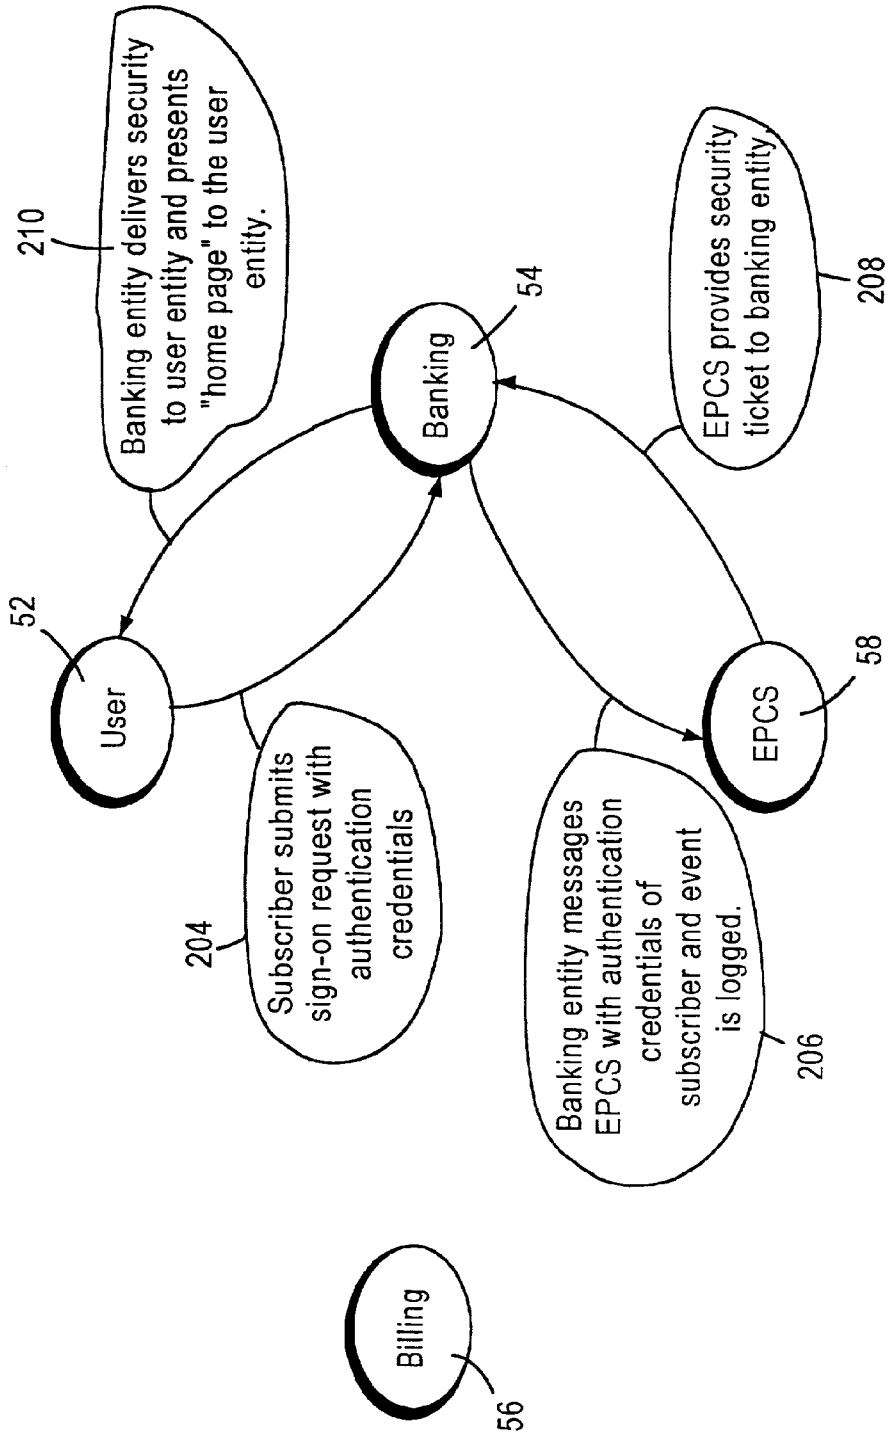 210
Banking entity delivers security
to user entity and presents
"home page" to the user
entity.
52
User
Banking
54
204
Subscriber submits
sign-on request with
authentication
credentials
EPCS provides security
ticket to banking entity.
208
Banking entity messages
EPCS with authentication
credentials of
subscriber and event
is logged.
206
EPCS
58
Billing
56